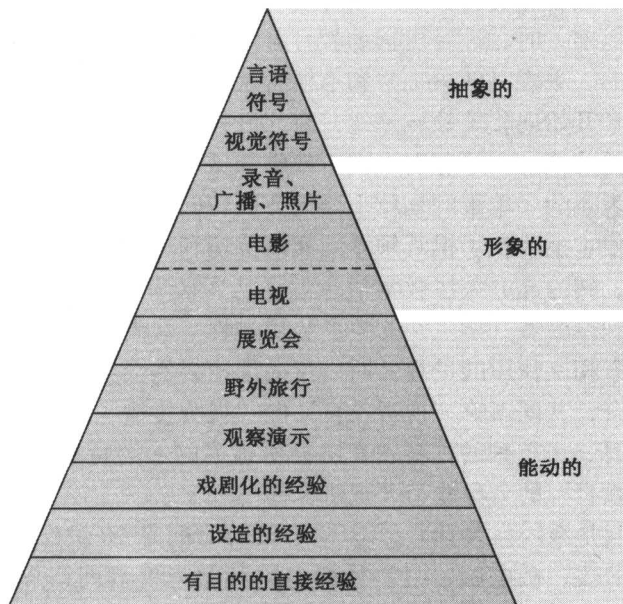 言语
符号
抽象的
视觉符号
录音、
广播、照片
电影
形象的
电视
展览会
野外旅行
观察演示
能动的
戏剧化的经验
设造的经验
有目的的直接经验